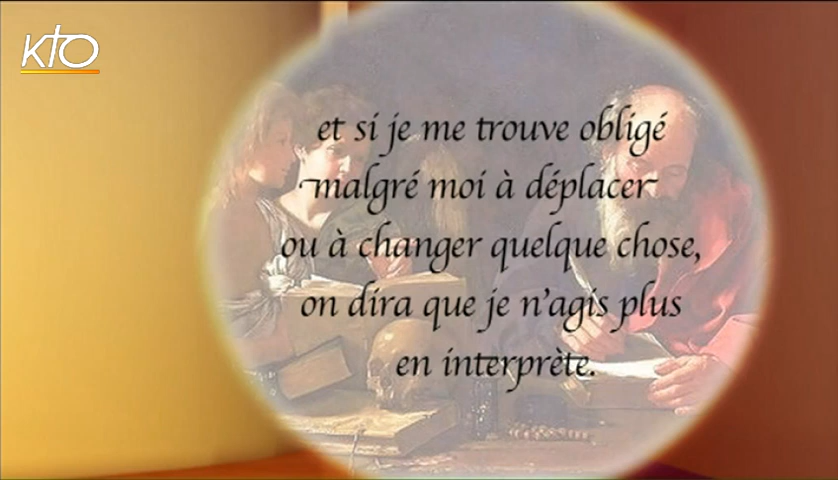 KTO
et si je me trouve obligé
malgré moi à déplacer
ou à changer quelque chose,
on dira que je n'agis plus
en interprète.